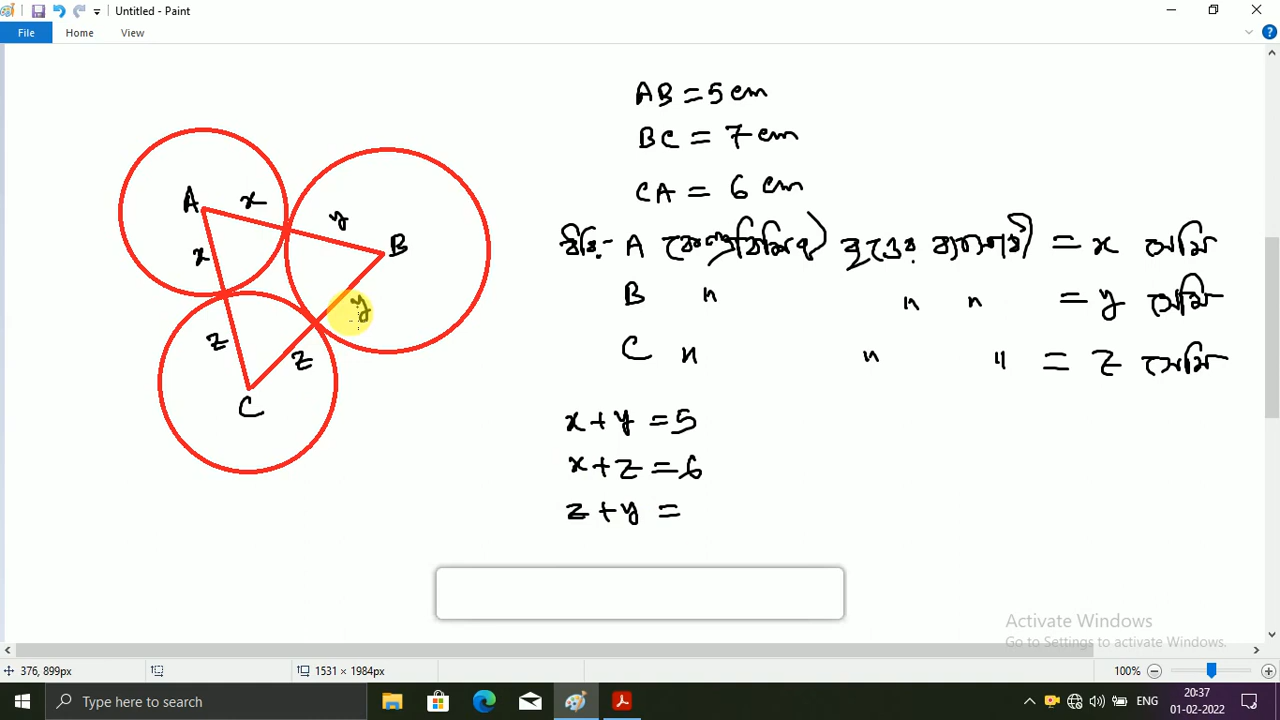 Untitled - Paint
File Home View
AB = 5 cm
BC = 7 cm
CA = 6 cm
A x
x y B
y
z z
C
ধরি:- A কেন্দ্রবিশিষ্ট বৃত্তের ব্যাসার্ধ = x সেমি
B " " " = y সেমি
C " " " = z সেমি
x + y = 5
x + z = 6
z + y =
Activate Windows
Go to Settings to activate Windows.
376, 899px 1531 × 1984px 100%
Type here to search ENG 20:37
01-02-2022